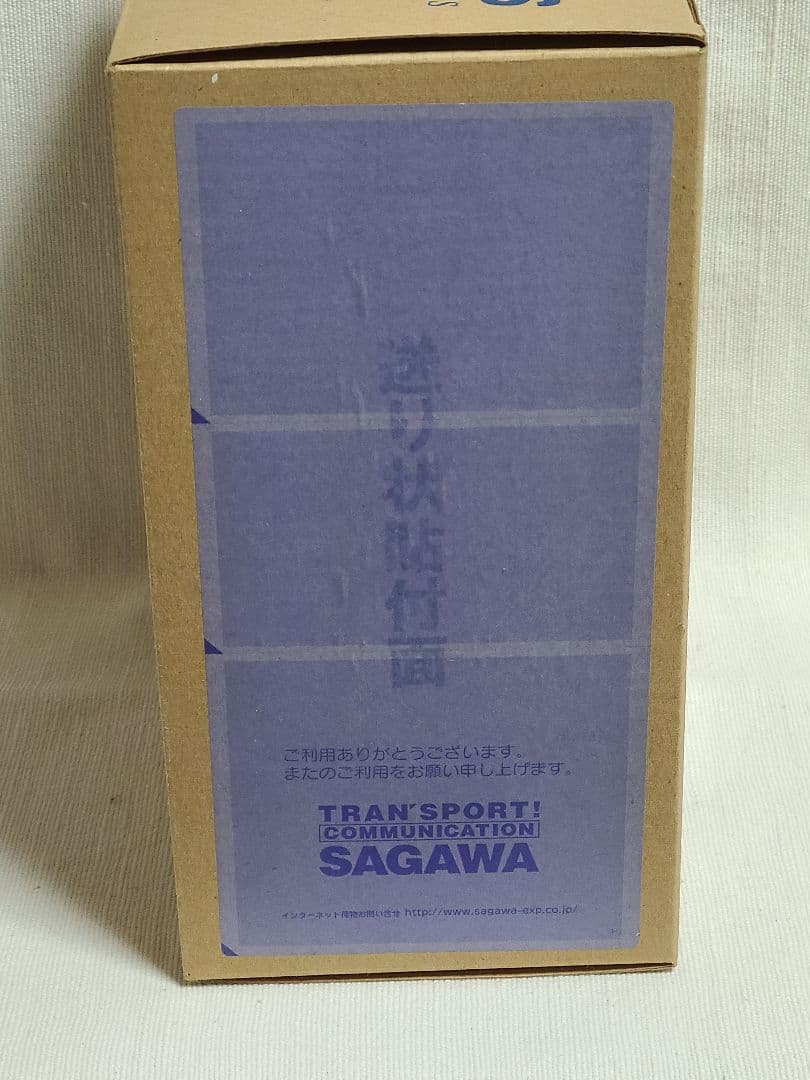 S
送り状貼付面
ご利用ありがとうございます。
またのご利用をお願い申し上げます。
TRAN'SPORT!
COMMUNICATION
SAGAWA
インターネット荷物お問い合せ http://www.sagawa-exp.co.jp/